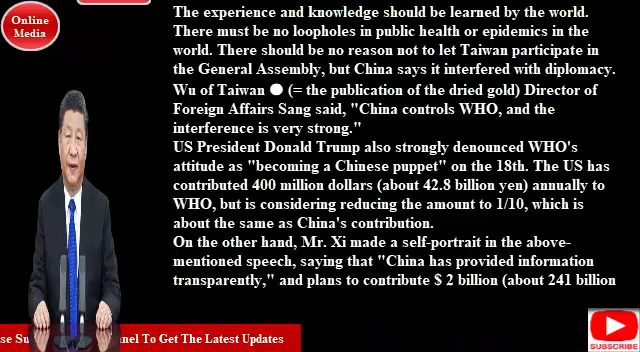 Online
Media
The experience and knowledge should be learned by the world.
There must be no loopholes in public health or epidemics in the
world. There should be no reason not to let Taiwan participate in
the General Assembly, but China says it interfered with diplomacy.
Wu of Taiwan ● (= the publication of the dried gold) Director of
Foreign Affairs Sang said, "China controls WHO, and the
interference is very strong."
US President Donald Trump also strongly denounced WHO's
attitude as "becoming a Chinese puppet" on the 18th. The US has
contributed 400 million dollars (about 42.8 billion yen) annually to
WHO, but is considering reducing the amount to 1/10, which is
about the same as China's contribution.
On the other hand, Mr. Xi made a self-portrait in the above-
mentioned speech, saying that "China has provided information
transparently," and plans to contribute $ 2 billion (about 241 billion
se Su nel To Get The Latest Updates
SUBSCRIBE